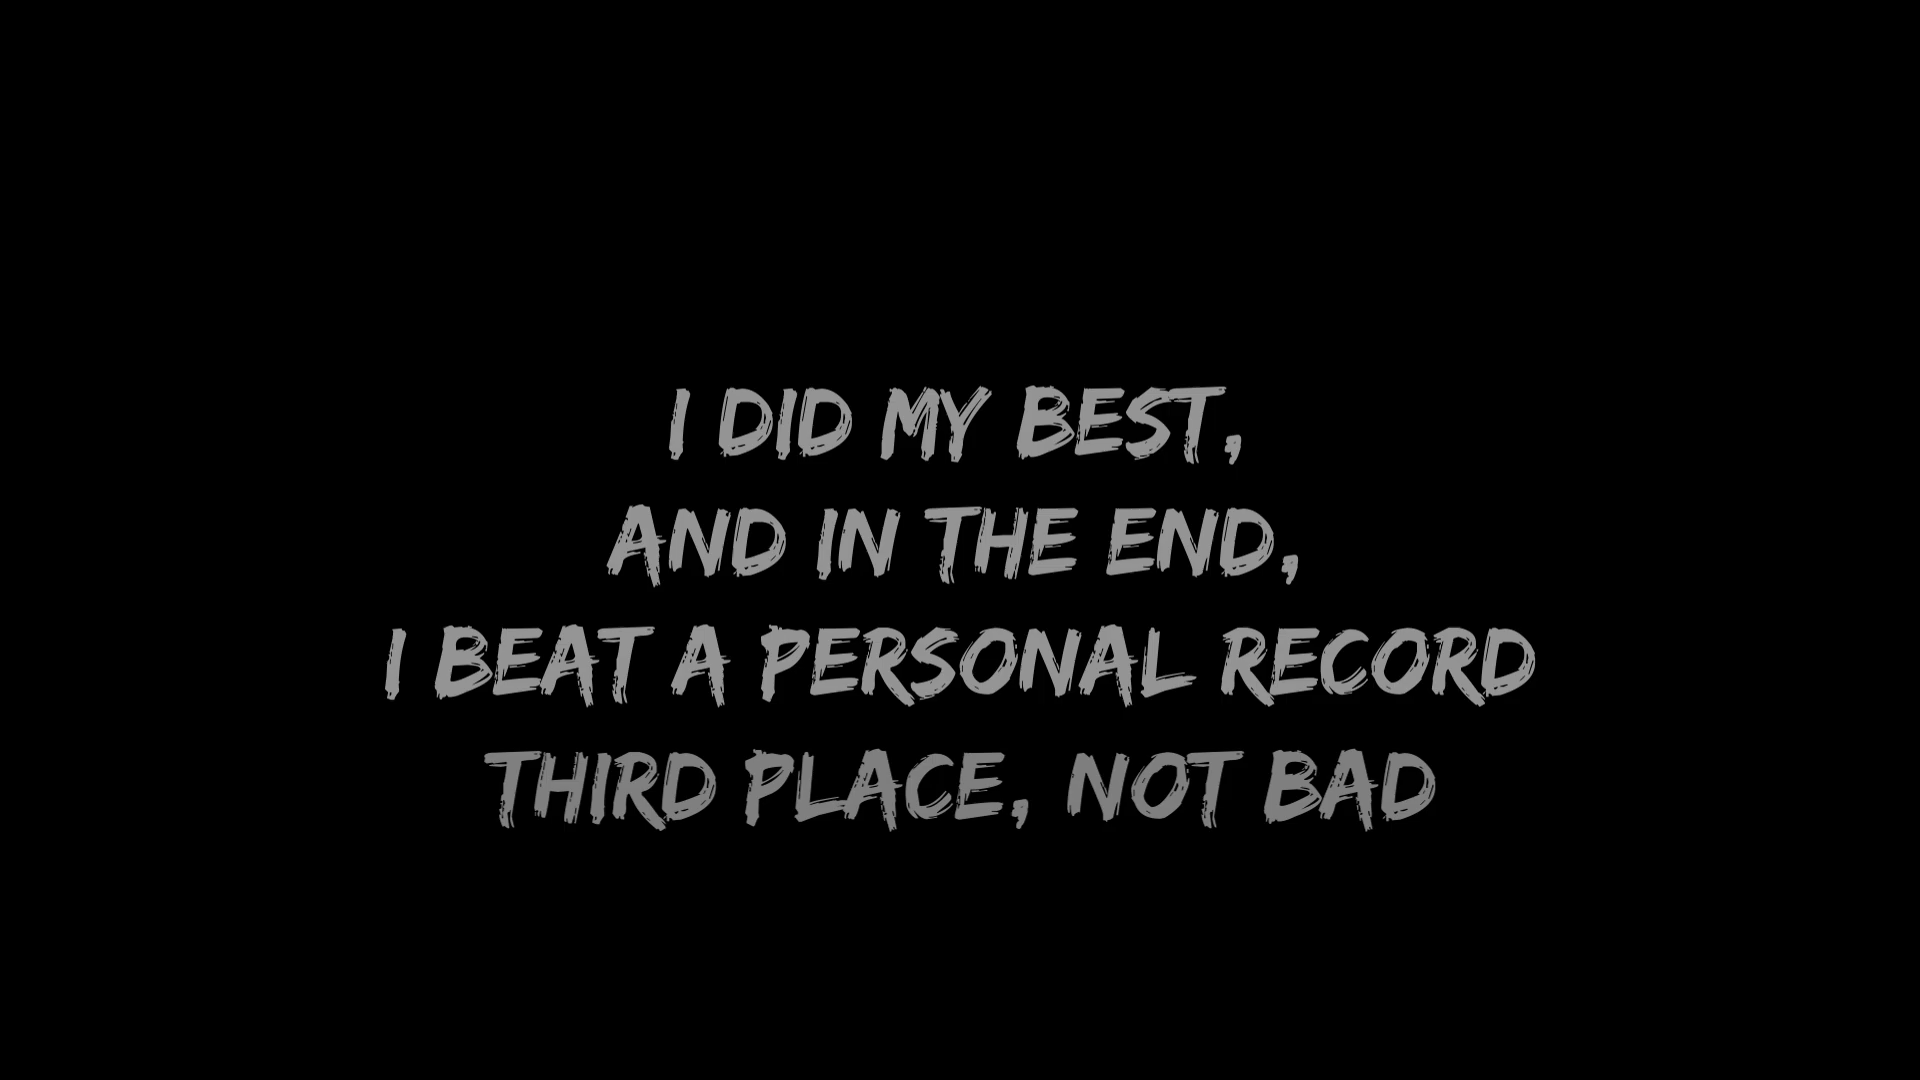 I DID MY BEST,
AND IN THE END,
I BEAT A PERSONAL RECORD
THIRD PLACE, NOT BAD